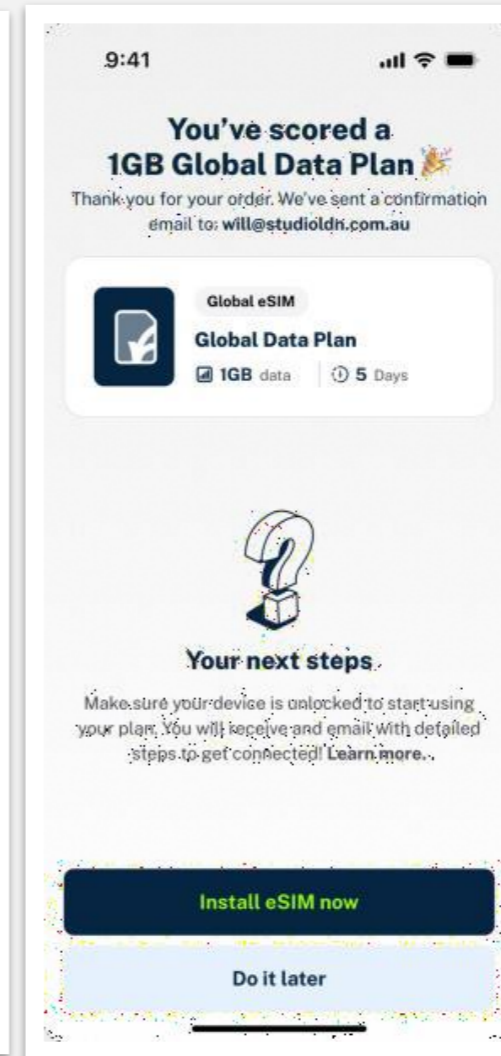 9:41
You've scored a
1GB Global Data Plan 🎉
Thank you for your order. We've sent a confirmation
email to: will@studioldn.com.au
Global eSIM
Global Data Plan
1GB data
5 Days
Your next steps
Make sure your device is unlocked to start using
your plan. You will receive and email with detailed
steps to get connected! Learn more.
Install eSIM now
Do it later